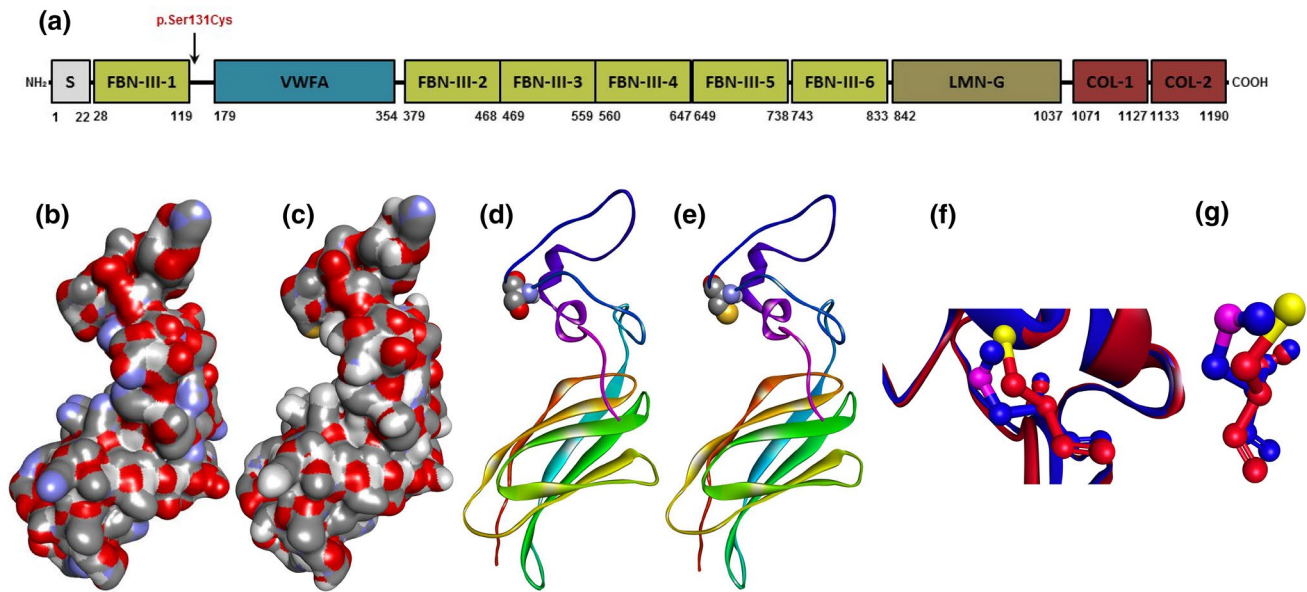 (a)
p.Ser131Cys
NH₂ S FBN-III-1 VWFA FBN-III-2 FBN-III-3 FBN-III-4 FBN-III-5 FBN-III-6 LMN-G COL-1 COL-2 COOH
1 22 28 119 179 354 379 468 469 559 560 647 649 738 743 833 842 1037 1071 1127 1133 1190
(b) (c) (d) (e) (f) (g)